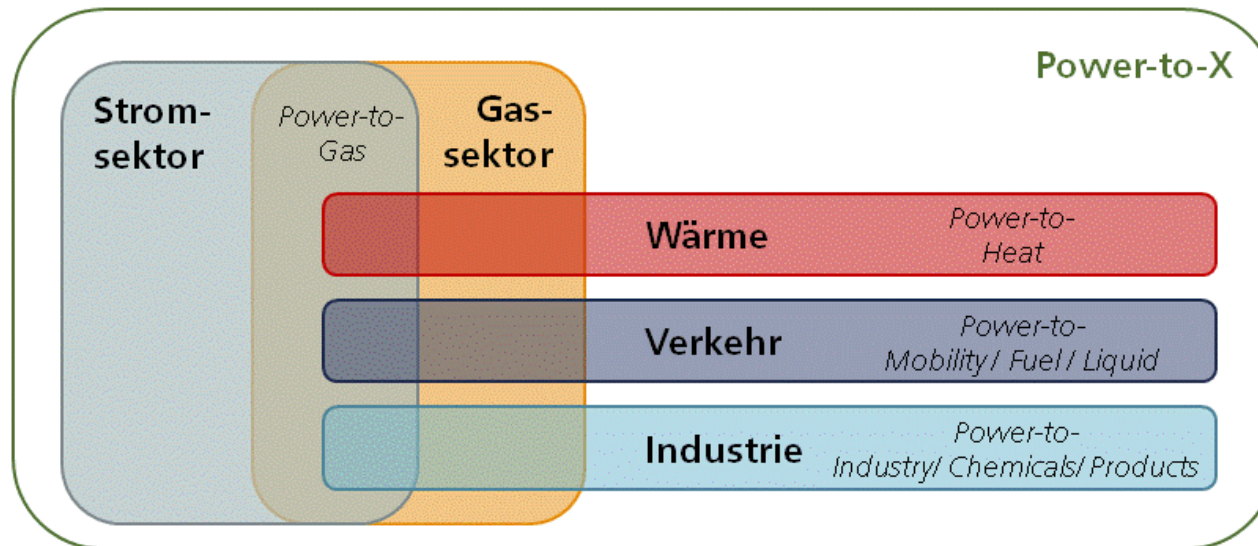 Power-to-X
Strom-
sektor
Power-to-
Gas
Gas-
sektor
Wärme
Power-to-
Heat
Verkehr
Power-to-
Mobility / Fuel / Liquid
Industrie
Power-to-
Industry/ Chemicals/ Products